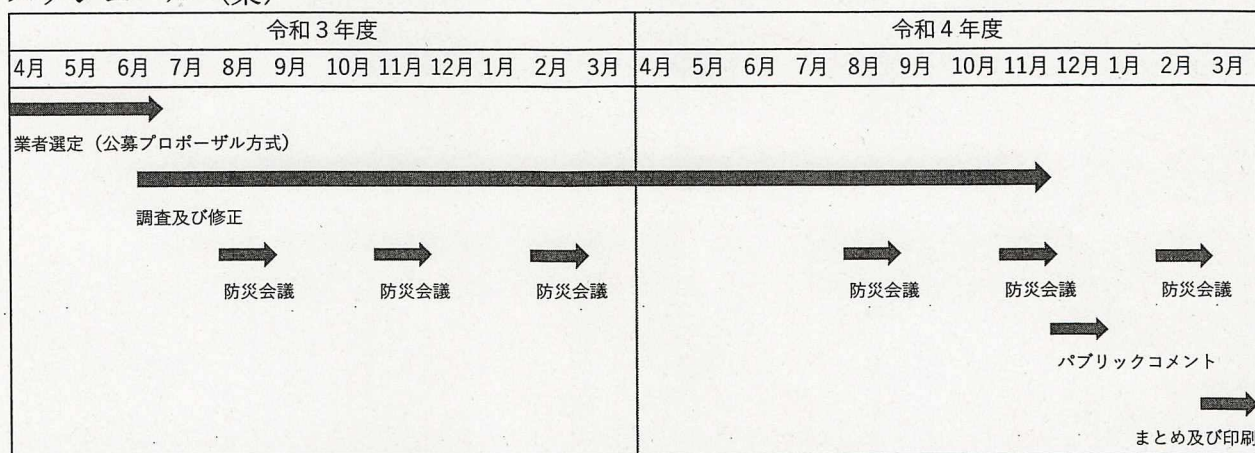 令和3年度 令和4年度
4月 5月 6月 7月 8月 9月 10月 11月 12月 1月 2月 3月 4月 5月 6月 7月 8月 9月 10月 11月 12月 1月 2月 3月
業者選定（公募プロポーザル方式）
調査及び修正
防災会議 防災会議 防災会議 防災会議 防災会議 防災会議
パブリックコメント
まとめ及び印刷